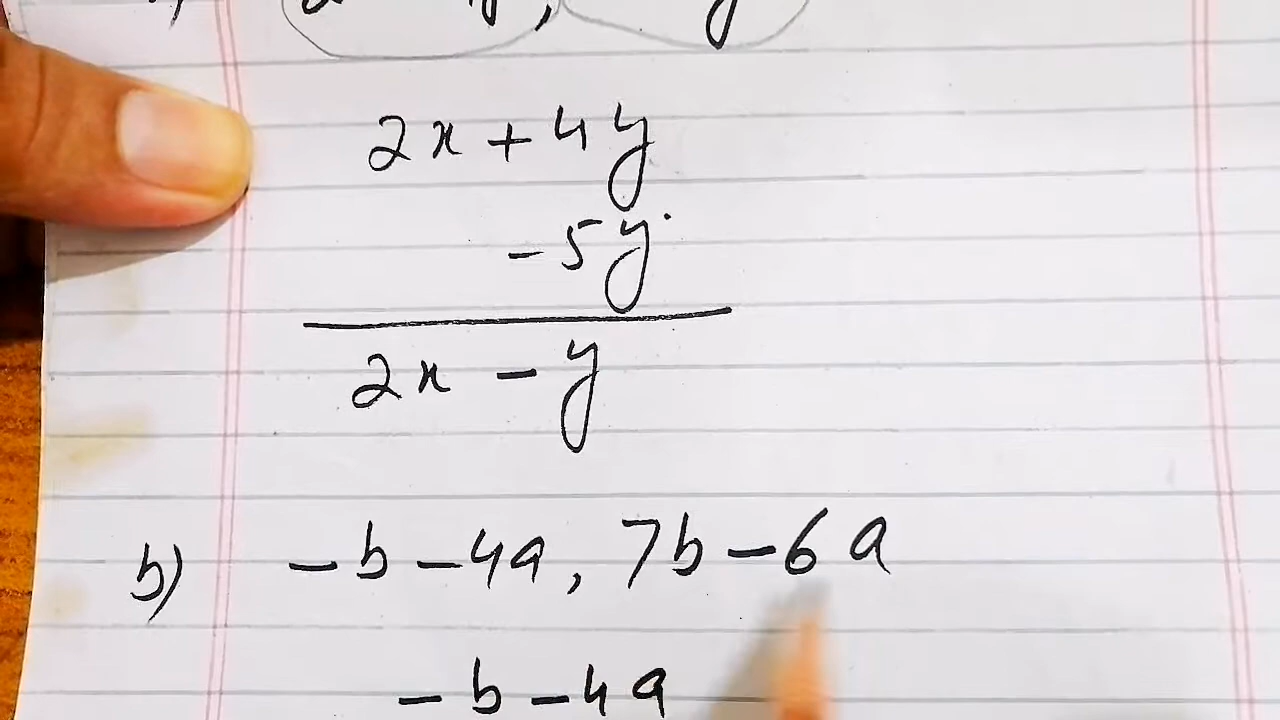 2x + 4y
- 5y
2x - y
b) - b - 4a, 7b - 6a
- b - 4a